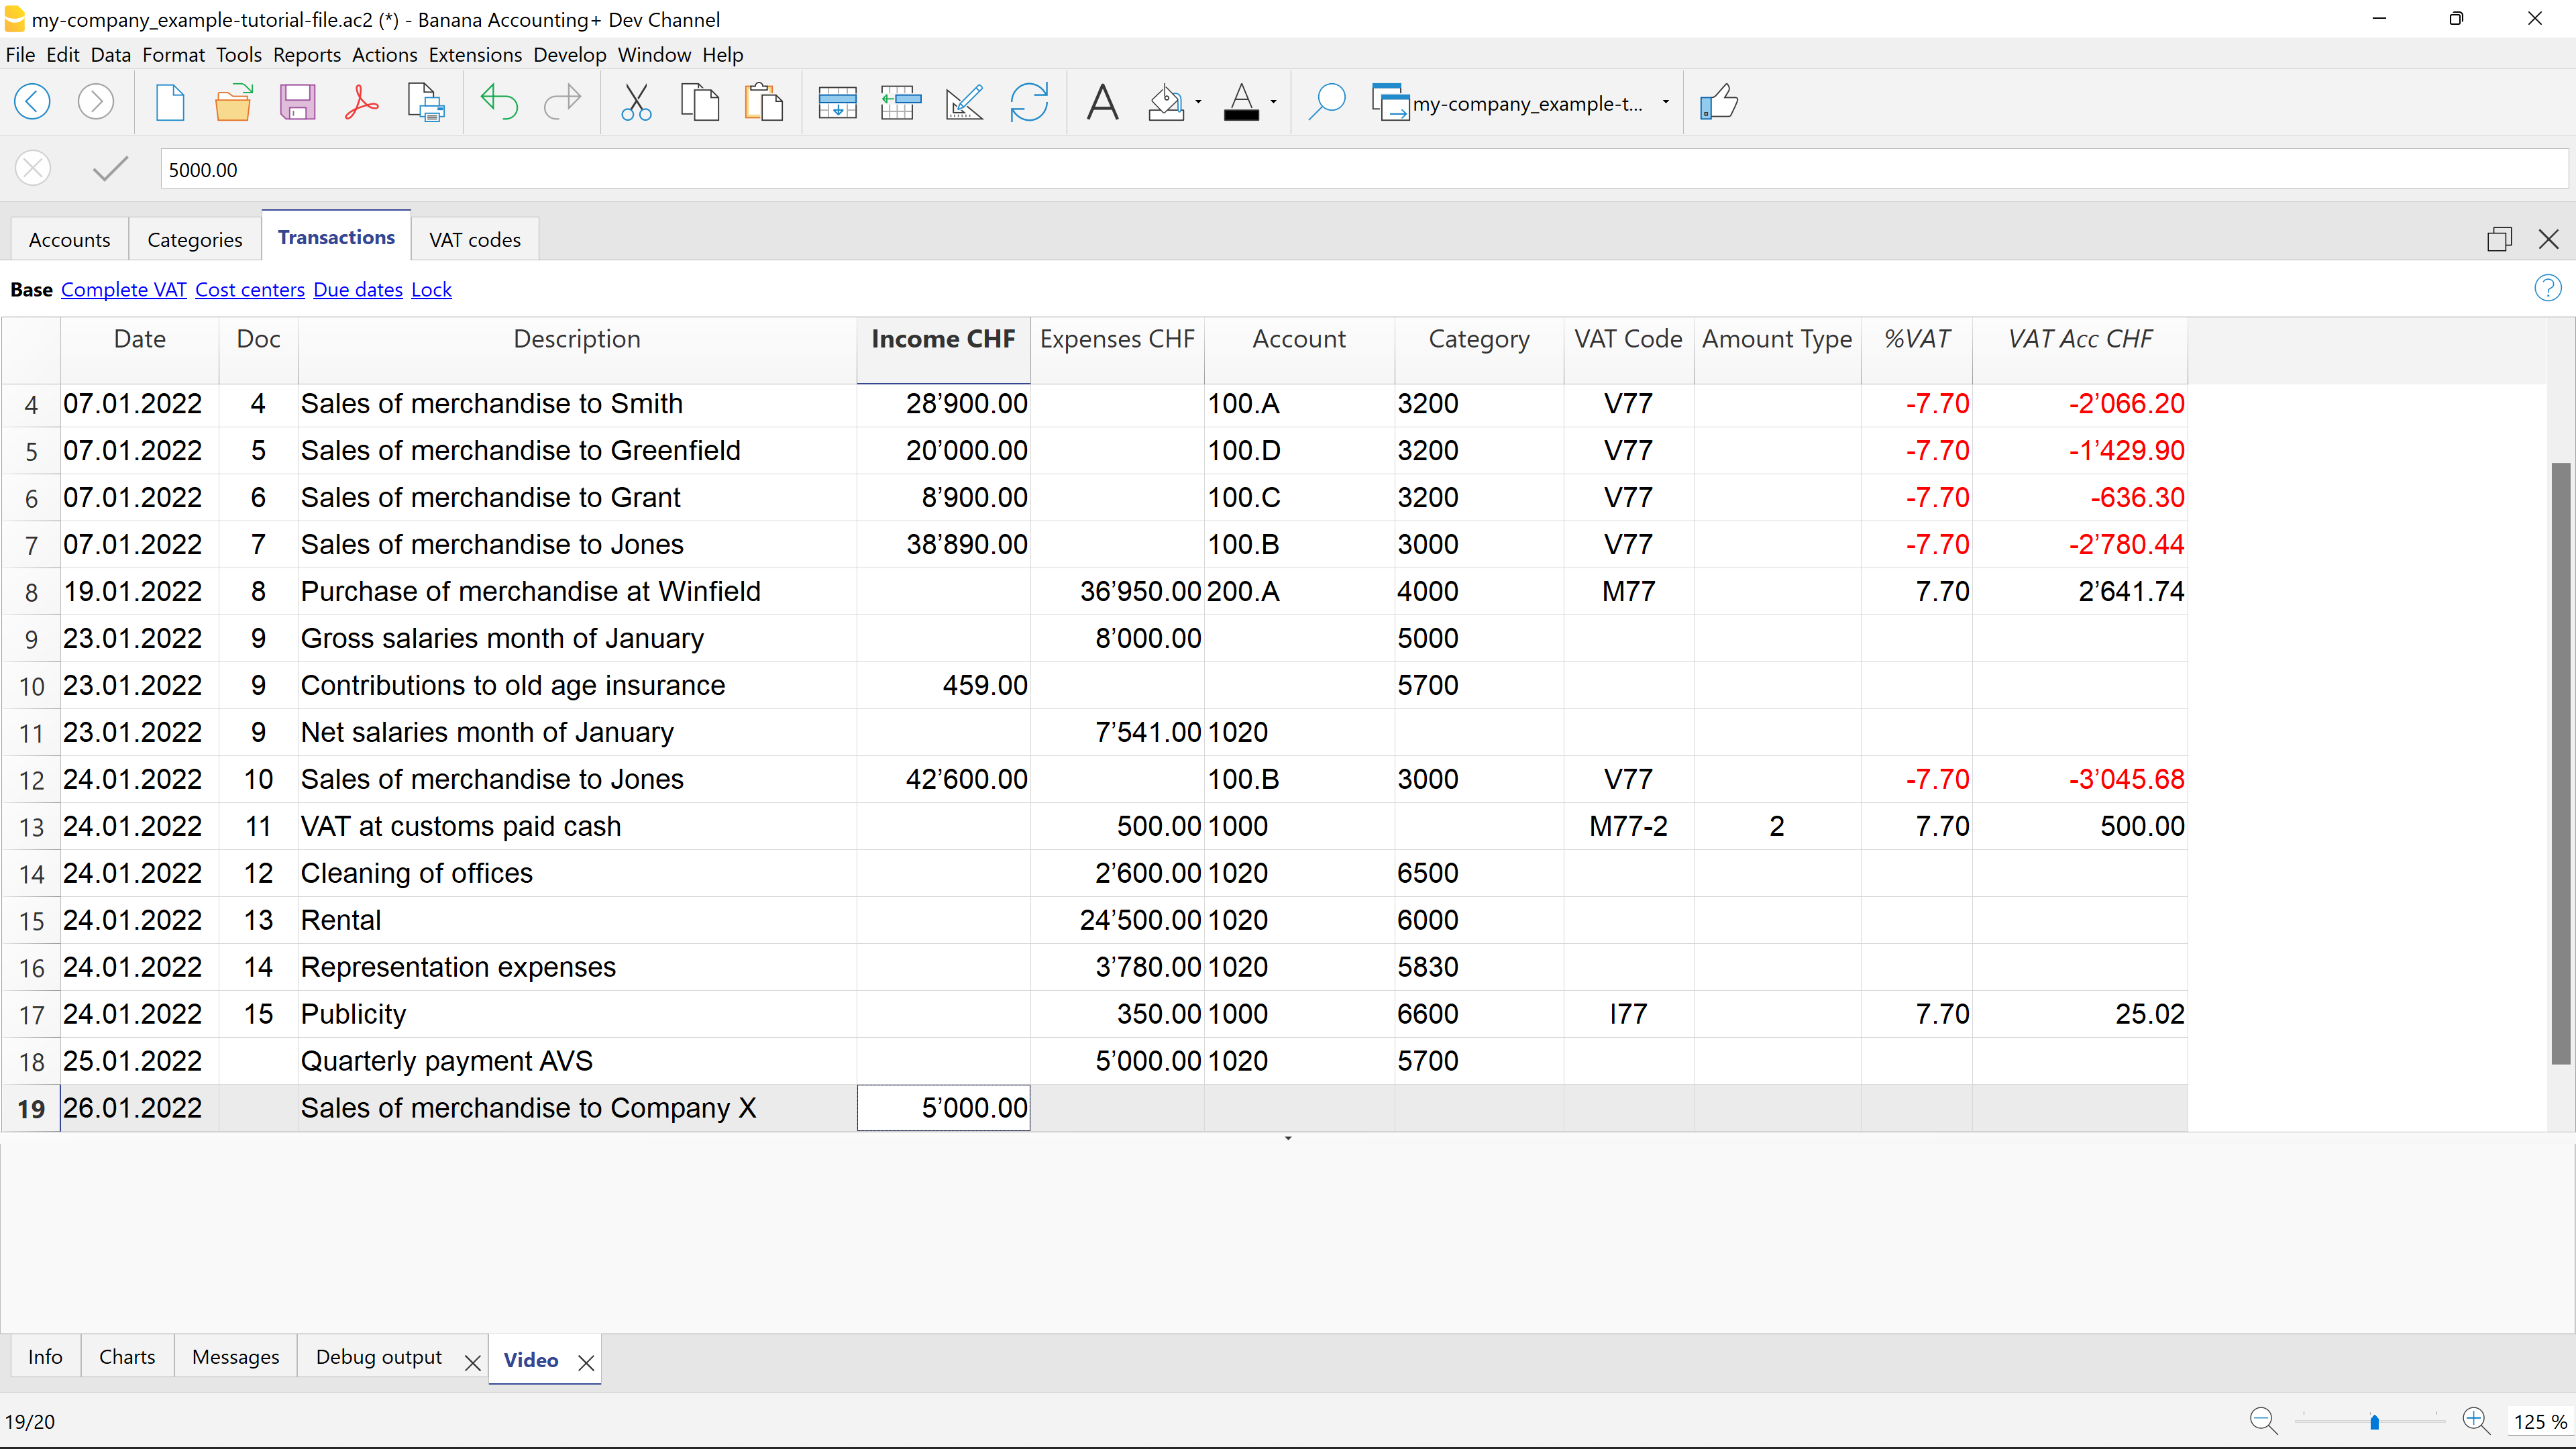 my-company_example-tutorial-file.ac2 (*) - Banana Accounting+ Dev Channel
File Edit Data Format Tools Reports Actions Extensions Develop Window Help
my-company_example-t...
5000.00
Accounts Categories Transactions VAT codes
Base Complete VAT Cost centers Due dates Lock
Date Doc Description Income CHF Expenses CHF Account Category VAT Code Amount Type %VAT VAT Acc CHF
4 07.01.2022 4 Sales of merchandise to Smith 28’900.00 100.A 3200 V77 -7.70 -2’066.20
5 07.01.2022 5 Sales of merchandise to Greenfield 20’000.00 100.D 3200 V77 -7.70 -1’429.90
6 07.01.2022 6 Sales of merchandise to Grant 8’900.00 100.C 3200 V77 -7.70 -636.30
7 07.01.2022 7 Sales of merchandise to Jones 38’890.00 100.B 3000 V77 -7.70 -2’780.44
8 19.01.2022 8 Purchase of merchandise at Winfield 36’950.00 200.A 4000 M77 7.70 2’641.74
9 23.01.2022 9 Gross salaries month of January 8’000.00 5000
10 23.01.2022 9 Contributions to old age insurance 459.00 5700
11 23.01.2022 9 Net salaries month of January 7’541.00 1020
12 24.01.2022 10 Sales of merchandise to Jones 42’600.00 100.B 3000 V77 -7.70 -3’045.68
13 24.01.2022 11 VAT at customs paid cash 500.00 1000 M77-2 2 7.70 500.00
14 24.01.2022 12 Cleaning of offices 2’600.00 1020 6500
15 24.01.2022 13 Rental 24’500.00 1020 6000
16 24.01.2022 14 Representation expenses 3’780.00 1020 5830
17 24.01.2022 15 Publicity 350.00 1000 6600 I77 7.70 25.02
18 25.01.2022 Quarterly payment AVS 5’000.00 1020 5700
19 26.01.2022 Sales of merchandise to Company X 5’000.00
Info Charts Messages Debug output Video
19/20 125 %